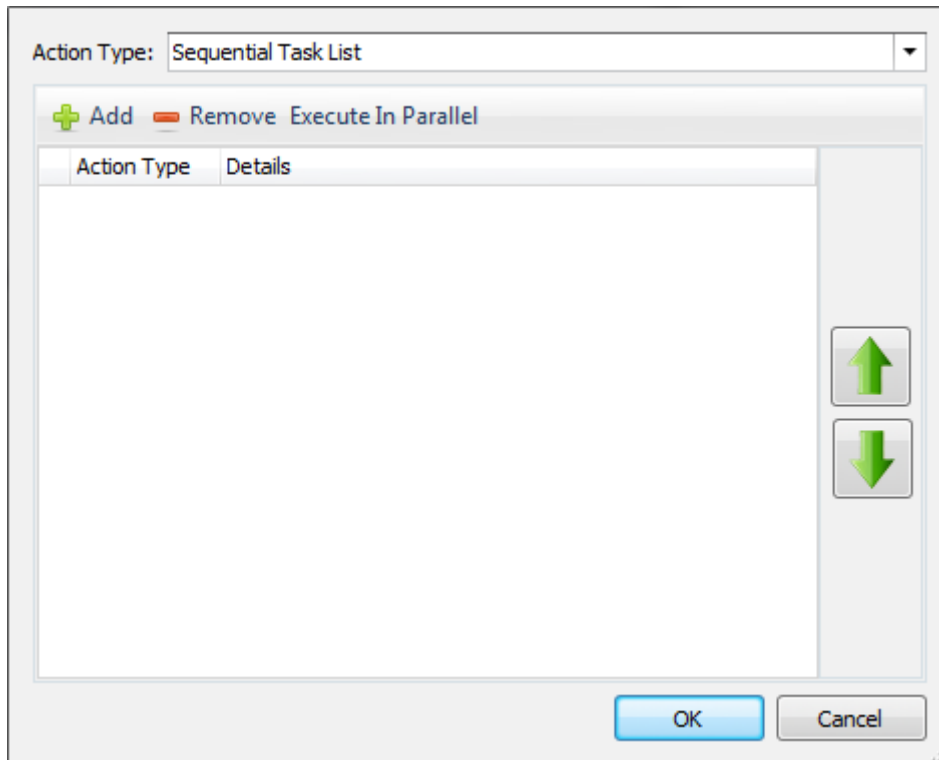 Action Type: Sequential Task List
Add Remove Execute In Parallel
Action Type Details
OK Cancel